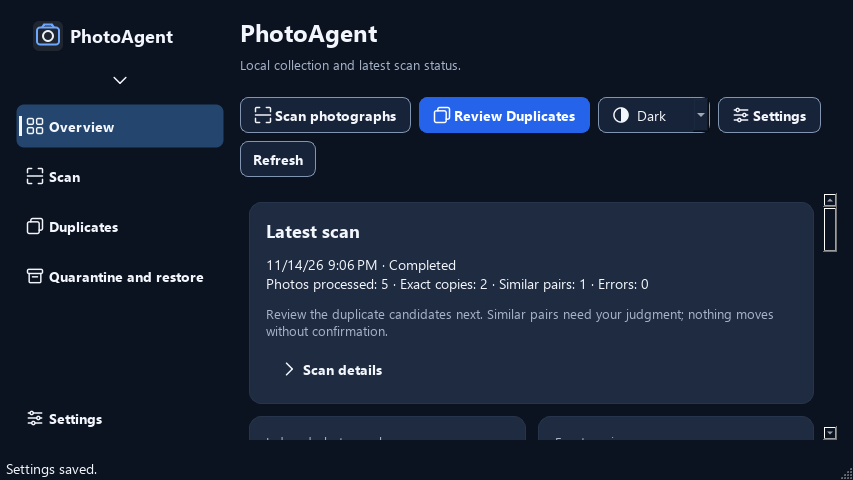 PhotoAgent
Overview
Scan
Duplicates
Quarantine and restore
Settings
PhotoAgent
Local collection and latest scan status.
Scan photographs
Review Duplicates
Dark
Settings
Refresh
Latest scan
11/14/26 9:06 PM · Completed
Photos processed: 5 · Exact copies: 2 · Similar pairs: 1 · Errors: 0
Review the duplicate candidates next. Similar pairs need your judgment; nothing moves
without confirmation.
Scan details
Settings saved.